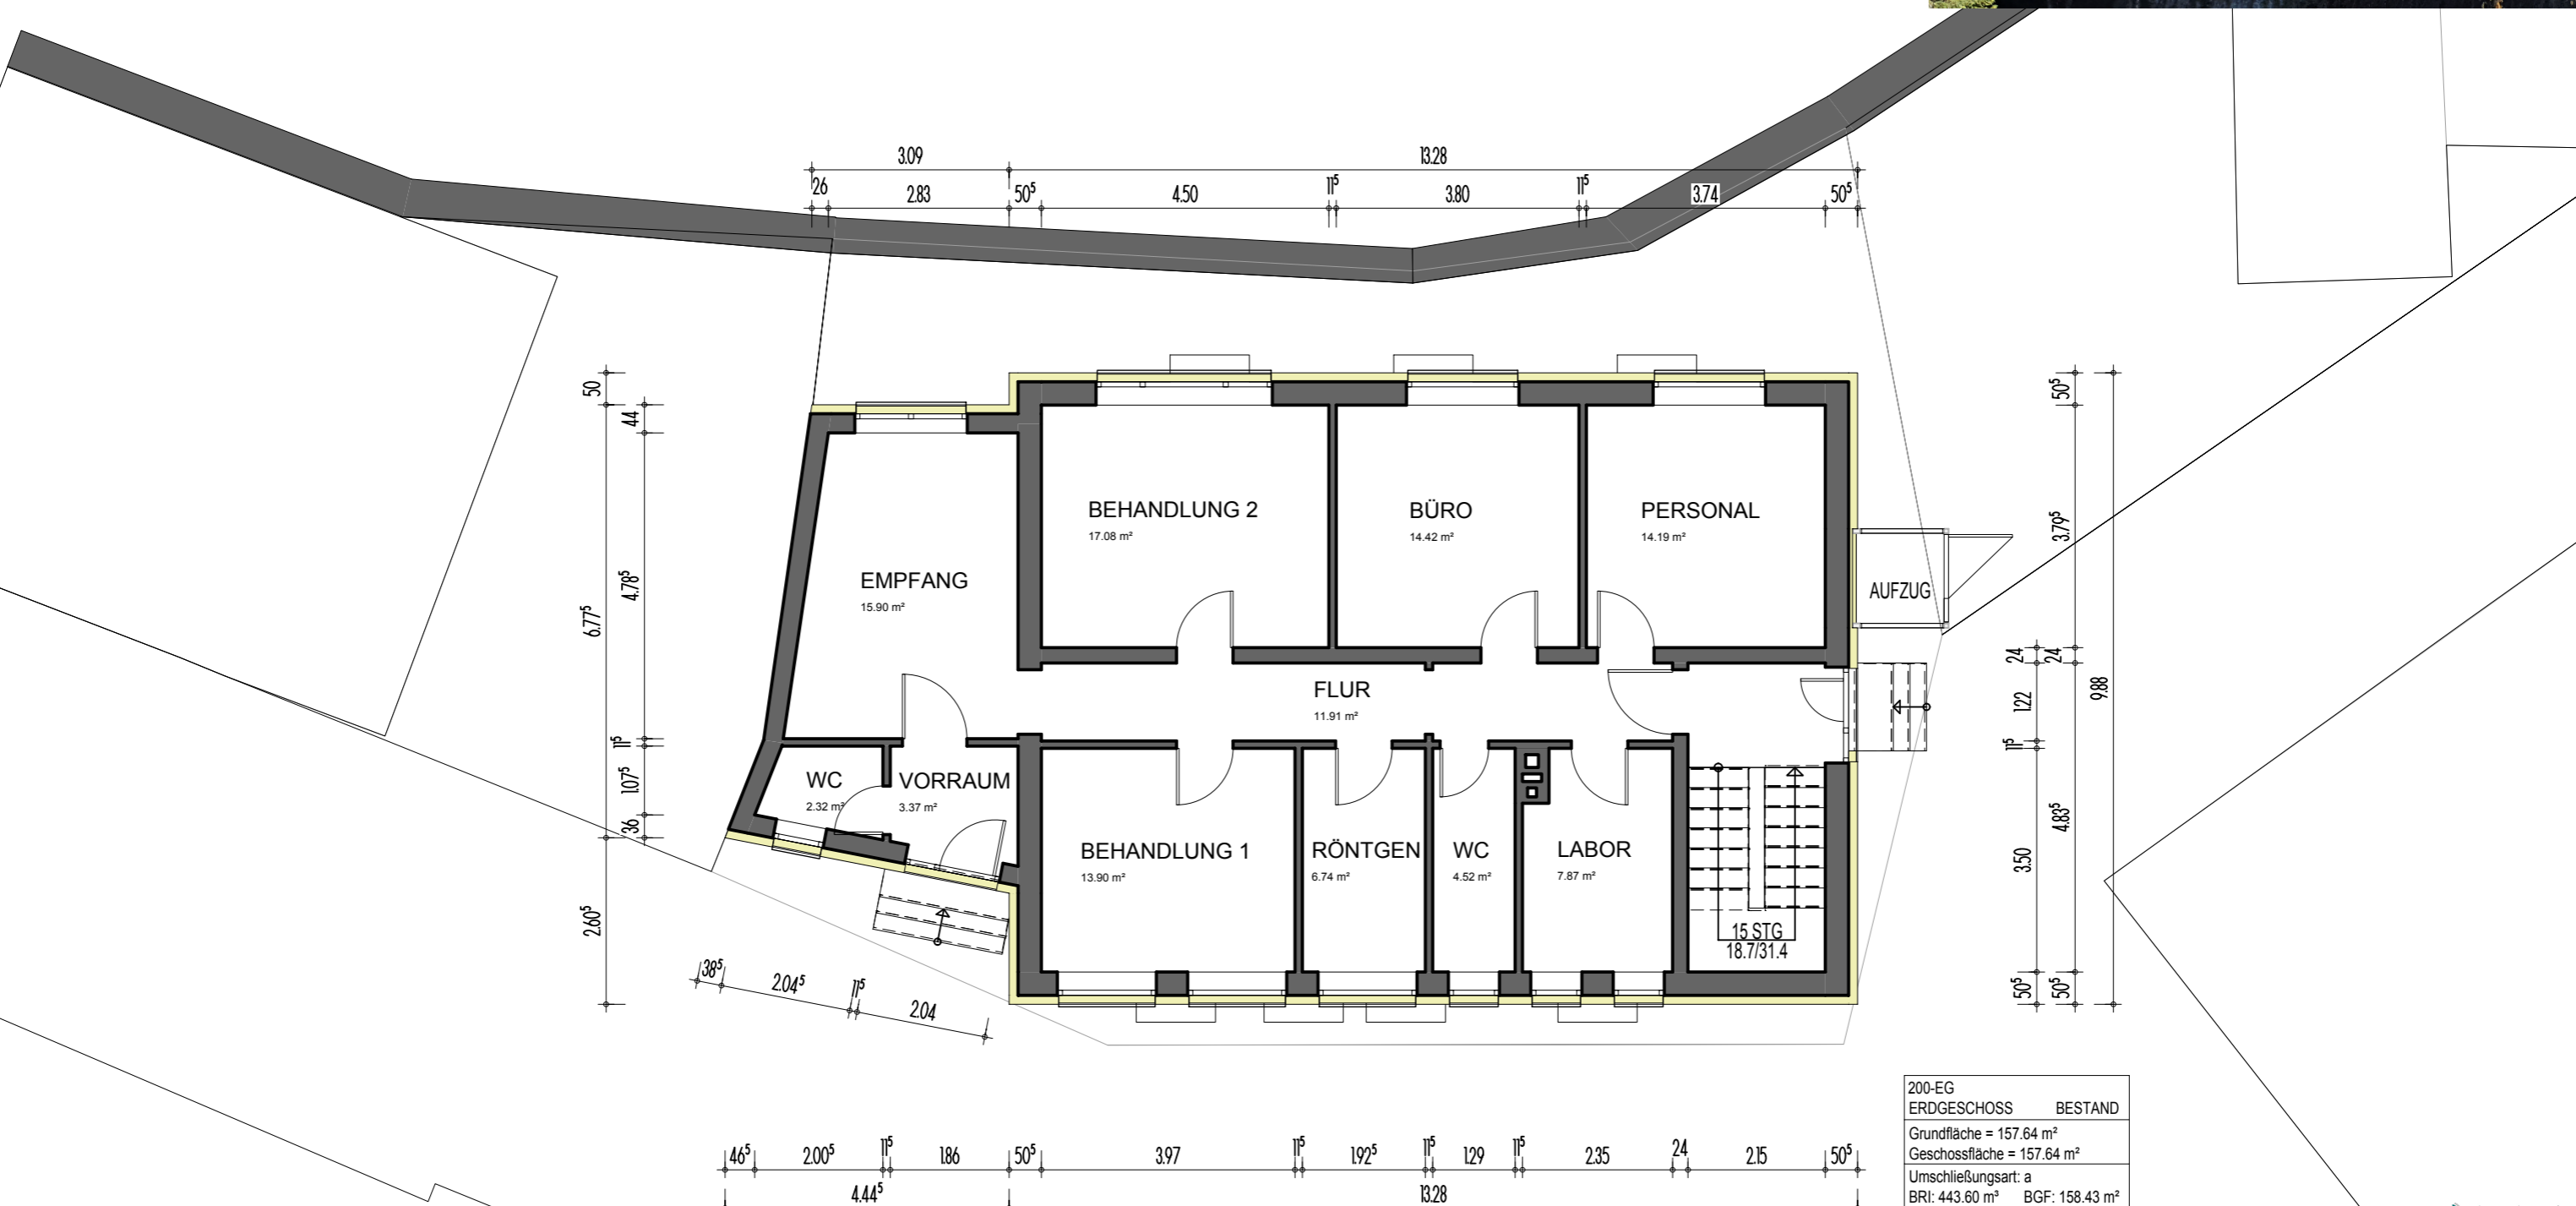 3.09 13.28
26 2.83 50⁵ 4.50 11⁵ 3.80 11⁵ 3.74 50⁵
50
44
6.77⁵
4.78⁵
11⁵
1.07⁵
36
2.60⁵
BEHANDLUNG 2
17.08 m²
BÜRO
14.42 m²
PERSONAL
14.19 m²
EMPFANG
15.90 m²
AUFZUG
FLUR
11.91 m²
WC
2.32 m²
VORRAUM
3.37 m²
BEHANDLUNG 1
13.90 m²
RÖNTGEN
6.74 m²
WC
4.52 m²
LABOR
7.87 m²
15 STG
18.7/31.4
50⁵
3.79⁵
24 24
1.22
9.88
11⁵
4.83⁵
3.50
50⁵ 50⁵
38⁵ 2.04⁵ 11⁵ 2.04
46⁵ 2.00⁵ 11⁵ 1.86 50⁵ 3.97 11⁵ 1.92⁵ 11⁵ 1.29 11⁵ 2.35 24 2.15 50⁵
4.44⁵ 13.28
200-EG
ERDGESCHOSS BESTAND
Grundfläche = 157.64 m²
Geschossfläche = 157.64 m²
Umschließungsart: a
BRI: 443.60 m³ BGF: 158.43 m²